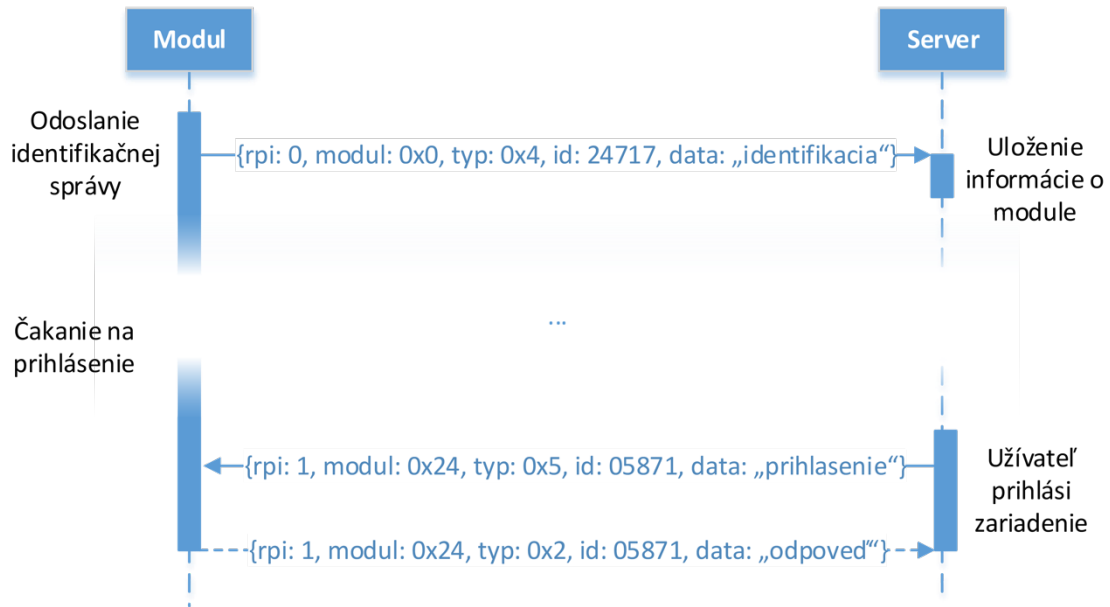 Modul
Server
Odoslanie
identifikačnej
správy
{rpi: 0, modul: 0x0, typ: 0x4, id: 24717, data: „identifikacia“}
Uloženie
informácie o
module
Čakanie na
prihlásenie
...
{rpi: 1, modul: 0x24, typ: 0x5, id: 05871, data: „prihlasenie“}
Užívateľ
prihlási
zariadenie
{rpi: 1, modul: 0x24, typ: 0x2, id: 05871, data: „odpoveď“}